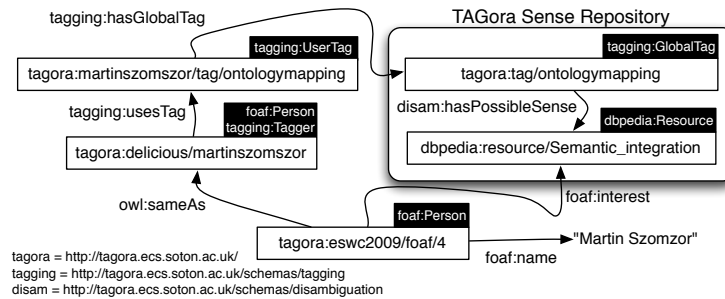 tagging:hasGlobalTag
TAGora Sense Repository
tagging:UserTag
tagora:martinszomszor/tag/ontologymapping
tagging:GlobalTag
tagora:tag/ontologymapping
tagging:usesTag
disam:hasPossibleSense
foaf:Person
tagging:Tagger
tagora:delicious/martinszomszor
dbpedia:resource/Semantic_integration
dbpedia:Resource
owl:sameAs
foaf:interest
foaf:Person
tagora:eswc2009/foaf/4
"Martin Szomzor"
foaf:name
tagora = http://tagora.ecs.soton.ac.uk/
tagging = http://tagora.ecs.soton.ac.uk/schemas/tagging
disam = http://tagora.ecs.soton.ac.uk/schemas/disambiguation